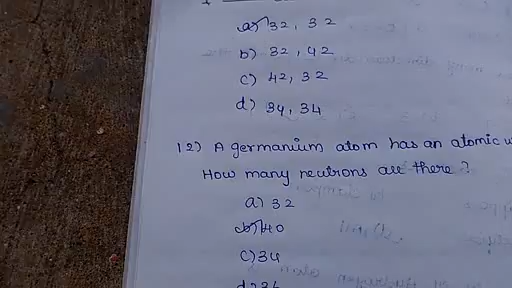 a) 32, 32
b) 32, 42
c) 42, 32
d) 34, 34
12) A germanium atom has an atomic
How many neutrons are there?
a) 32
b) 40
c) 34